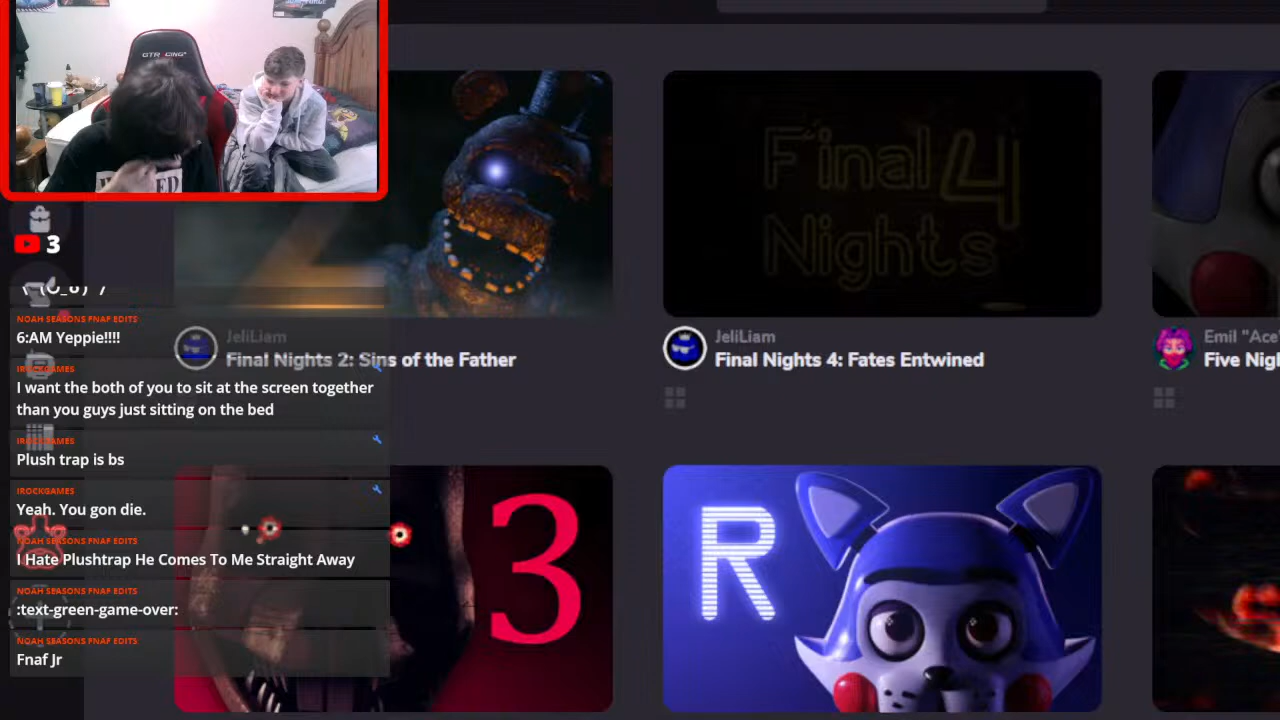 GTR
3
NOAH SEASONS FNAF EDITS
6:AM Yeppie!!!!
IROCKGAMES
I want the both of you to sit at the screen together
than you guys just sitting on the bed
IROCKGAMES
Plush trap is bs
IROCKGAMES
Yeah. You gon die.
NOAH SEASONS FNAF EDITS
I Hate Plushtrap He Comes To Me Straight Away
NOAH SEASONS FNAF EDITS
:text-green-game-over:
NOAH SEASONS FNAF EDITS
Fnaf Jr
JeliLiam
Final Nights 2: Sins of the Father
Final 4
Nights
JeliLiam
Final Nights 4: Fates Entwined
Emil "Ace"
Five Nig
3
R